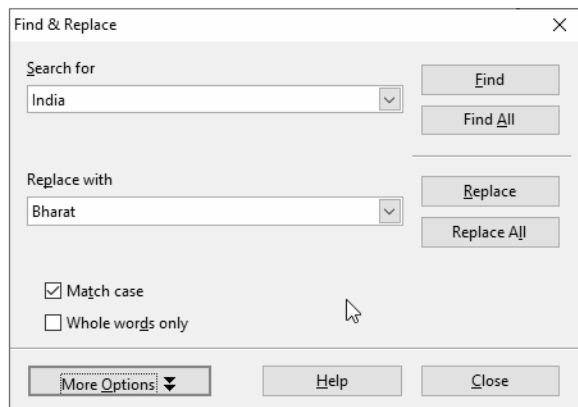 Find & Replace
Search for
India
Find
Find All
Replace with
Bharat
Replace
Replace All
Match case
Whole words only
More Options
Help
Close